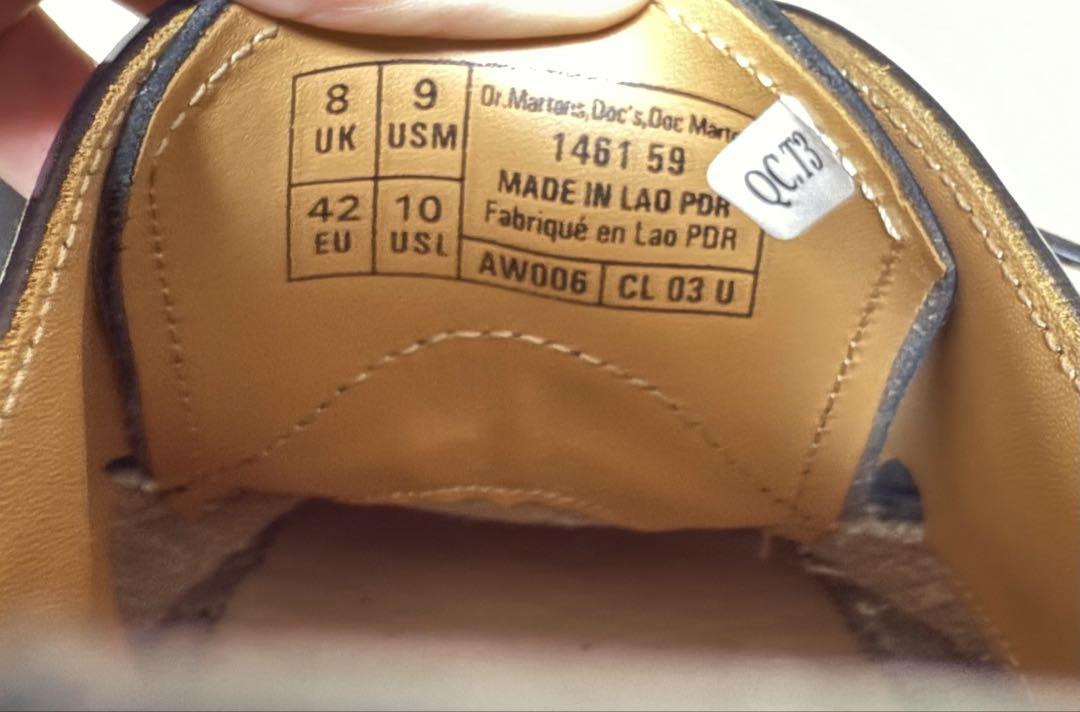 8 UK
9 USM
42 EU
10 USL
Dr.Martens,Doc's,Doc
1461 59
MADE IN LAO PDR
Fabriqué en Lao PDR
AW006
CL 03 U
QC.T3